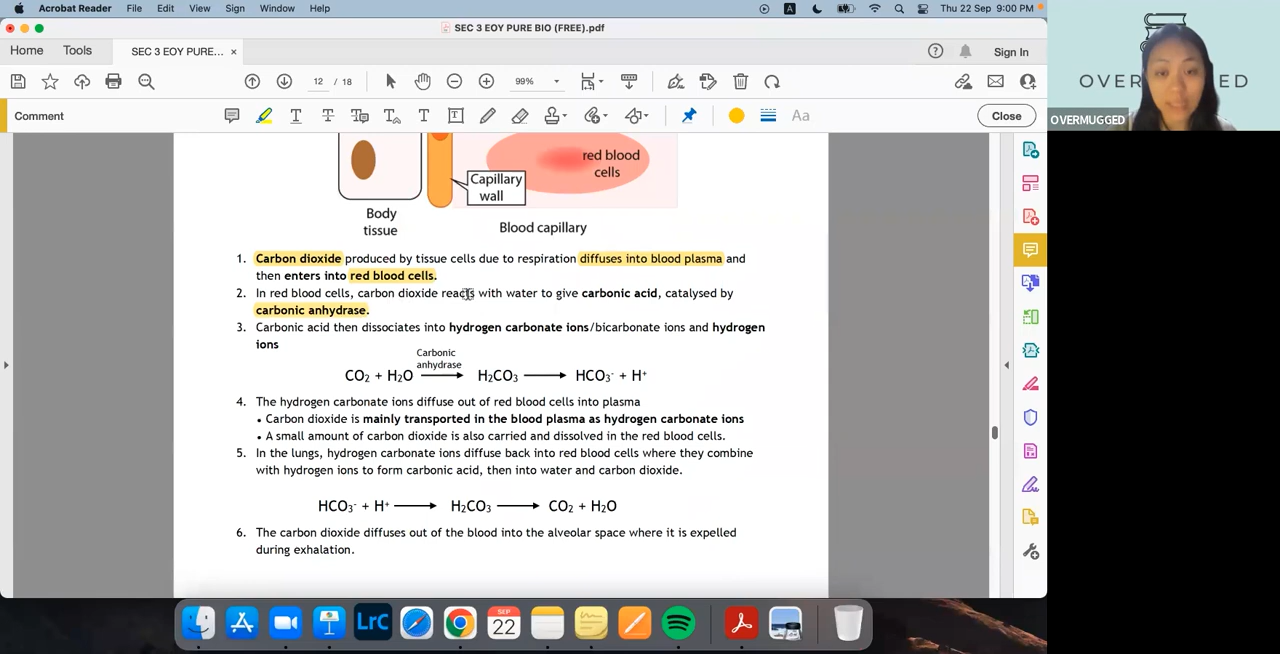 Acrobat Reader File Edit View Sign Window Help Thu 22 Sep 9:00 PM
SEC 3 EOY PURE BIO (FREE).pdf
Home Tools SEC 3 EOY PURE... × Sign In
12 / 18 99%
Comment Aa Close
OVERMUGGED
red blood
cells
Capillary
wall
Body
tissue
Blood capillary
1. Carbon dioxide produced by tissue cells due to respiration diffuses into blood plasma and
then enters into red blood cells.
2. In red blood cells, carbon dioxide reacts with water to give carbonic acid, catalysed by
carbonic anhydrase.
3. Carbonic acid then dissociates into hydrogen carbonate ions/bicarbonate ions and hydrogen
ions
Carbonic
anhydrase
CO₂ + H₂O ⟶ H₂CO₃ ⟶ HCO₃⁻ + H⁺
4. The hydrogen carbonate ions diffuse out of red blood cells into plasma
• Carbon dioxide is mainly transported in the blood plasma as hydrogen carbonate ions
• A small amount of carbon dioxide is also carried and dissolved in the red blood cells.
5. In the lungs, hydrogen carbonate ions diffuse back into red blood cells where they combine
with hydrogen ions to form carbonic acid, then into water and carbon dioxide.
HCO₃⁻ + H⁺ ⟶ H₂CO₃ ⟶ CO₂ + H₂O
6. The carbon dioxide diffuses out of the blood into the alveolar space where it is expelled
during exhalation.
LrC
SEP
22